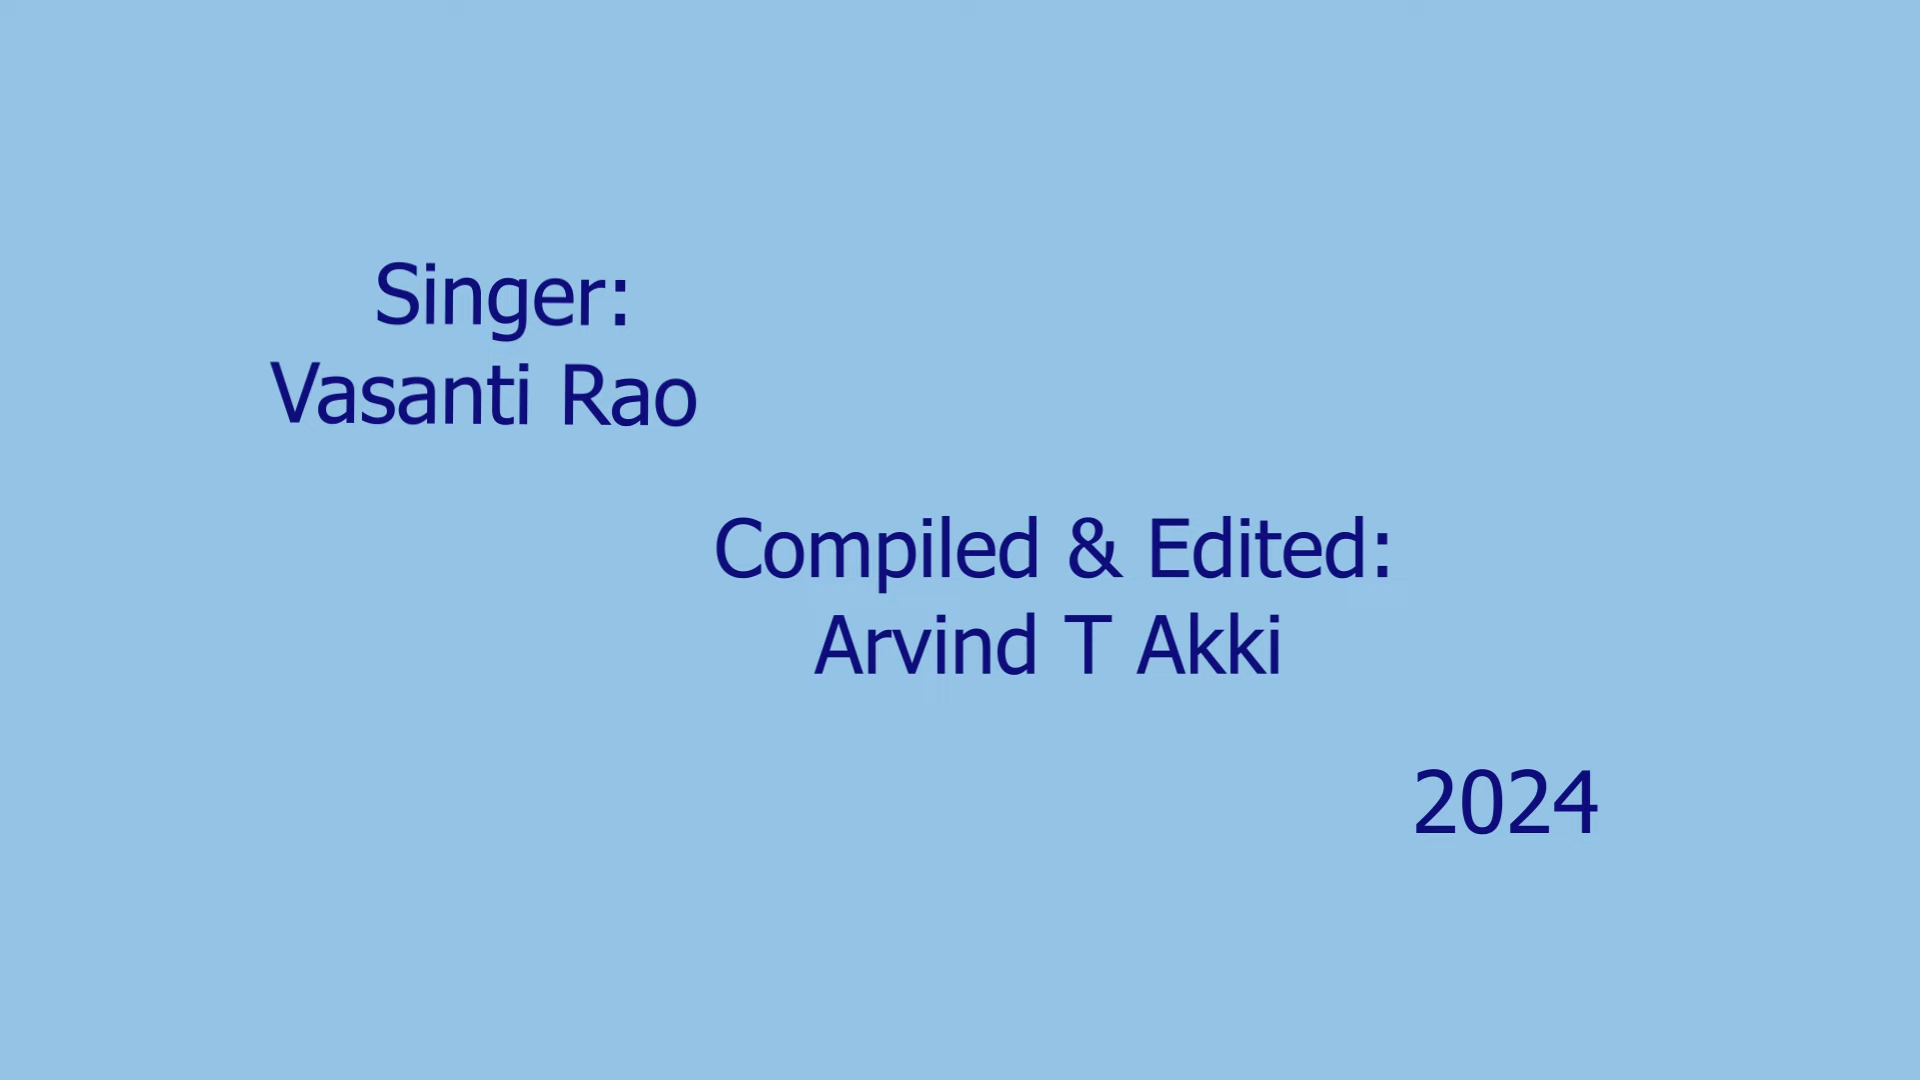 Singer:
Vasanti Rao
Compiled & Edited:
Arvind T Akki
2024